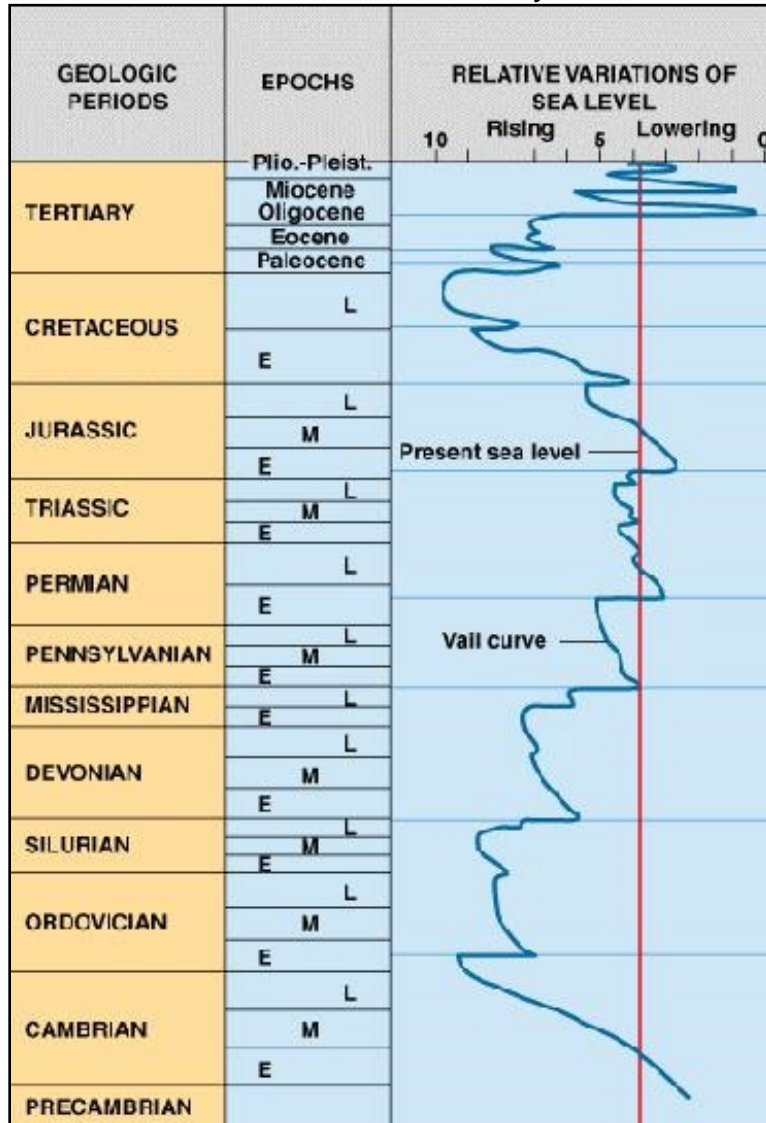 GEOLOGIC
PERIODS
EPOCHS
RELATIVE VARIATIONS OF
SEA LEVEL
Rising
Lowering
10
5
0
Plio.-Pleist.
TERTIARY
Miocene
Oligocene
Eocene
Paleocene
CRETACEOUS
L
E
JURASSIC
L
M
E
Present sea level
TRIASSIC
L
M
E
PERMIAN
L
E
PENNSYLVANIAN
L
M
E
Vail curve
MISSISSIPPIAN
L
E
DEVONIAN
L
M
E
SILURIAN
L
M
E
ORDOVICIAN
L
M
E
CAMBRIAN
L
M
E
PRECAMBRIAN